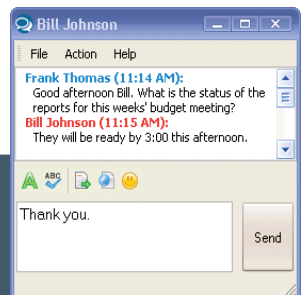 Bill Johnson
File Action Help
Frank Thomas (11:14 AM):
Good afternoon Bill. What is the status of the
reports for this weeks' budget meeting?
Bill Johnson (11:15 AM):
They will be ready by 3:00 this afternoon.
A ABC
Thank you.
Send